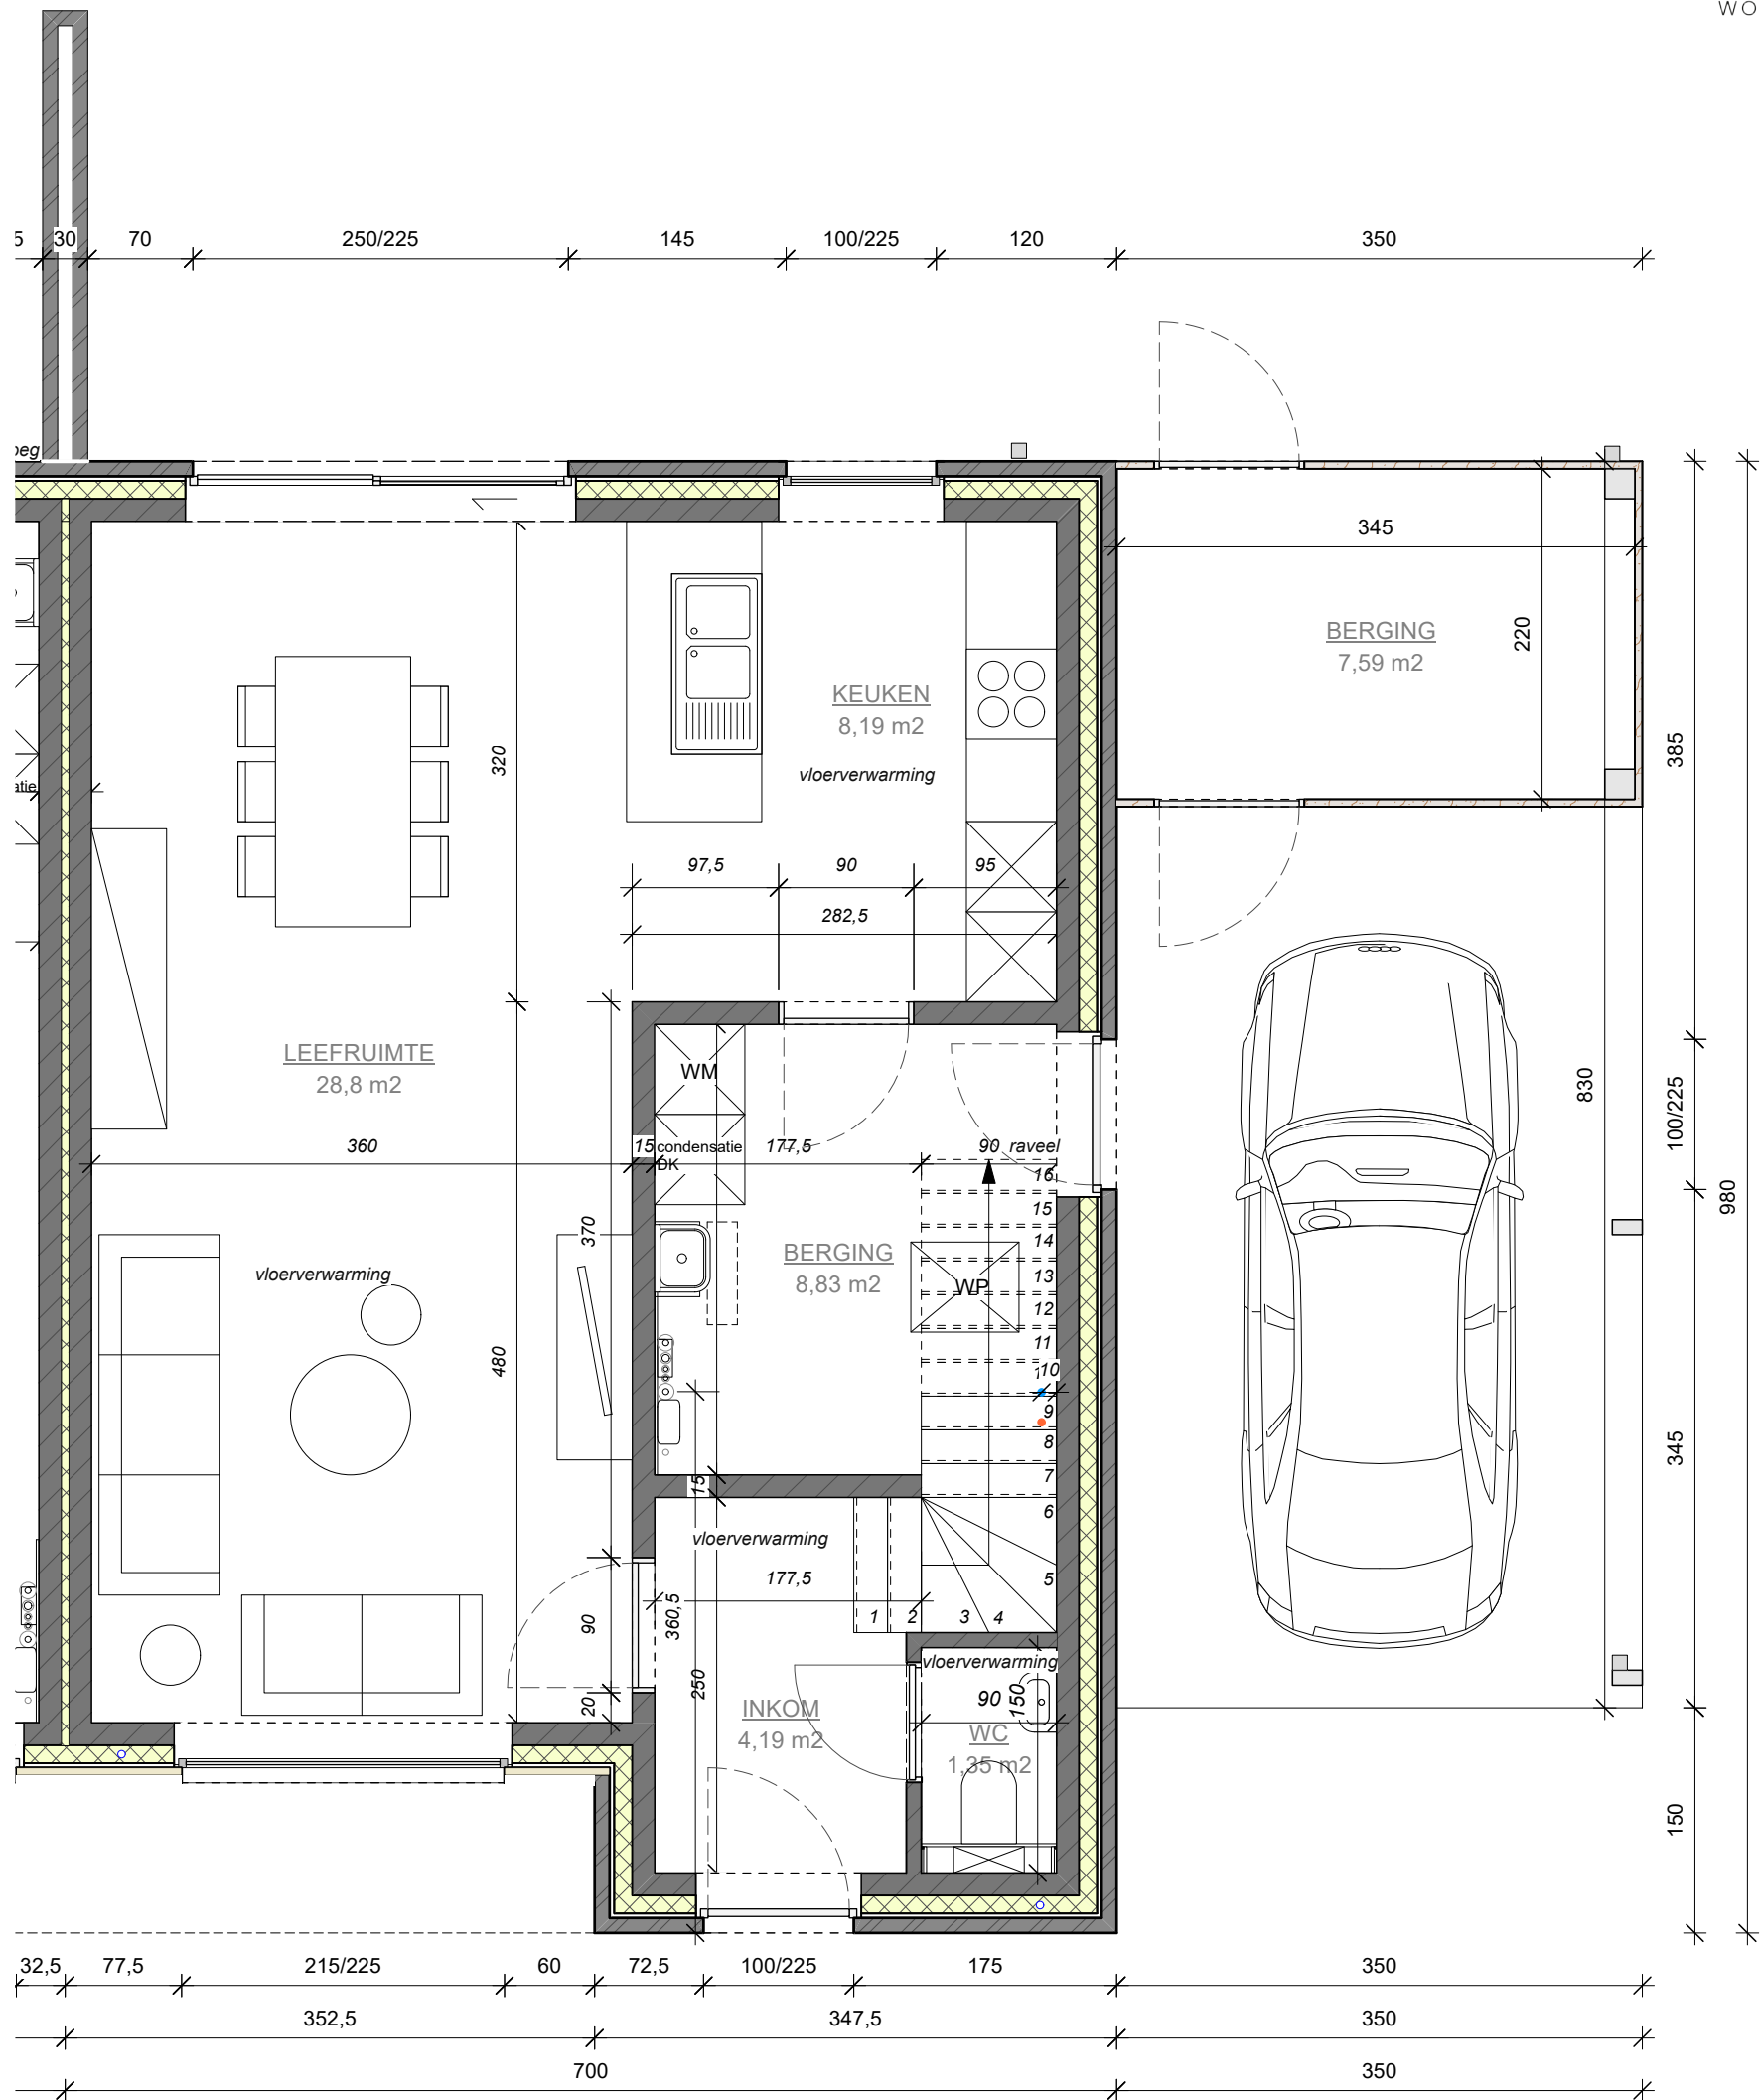 WO
5 30 70 250/225 145 100/225 120 350
345
BERGING
7,59 m2
220
KEUKEN
8,19 m2
vloerverwarming
320
385
97,5 90 95
282,5
LEEFRUIMTE
28,8 m2
WM
830
100/225
980
360 15 condensatie 177,5 90 raveel
DK
16
15
14
13
12
11
10
9
8
7
6
5
370
BERGING
8,83 m2
WP
vloerverwarming
480
345
15
vloerverwarming
177,5
1 2 3 4
90
360,5
vloerverwarming
250
20
INKOM
4,19 m2
90 150
WC
1,35 m2
150
32,5 77,5 215/225 60 72,5 100/225 175 350
352,5 347,5 350
700 350